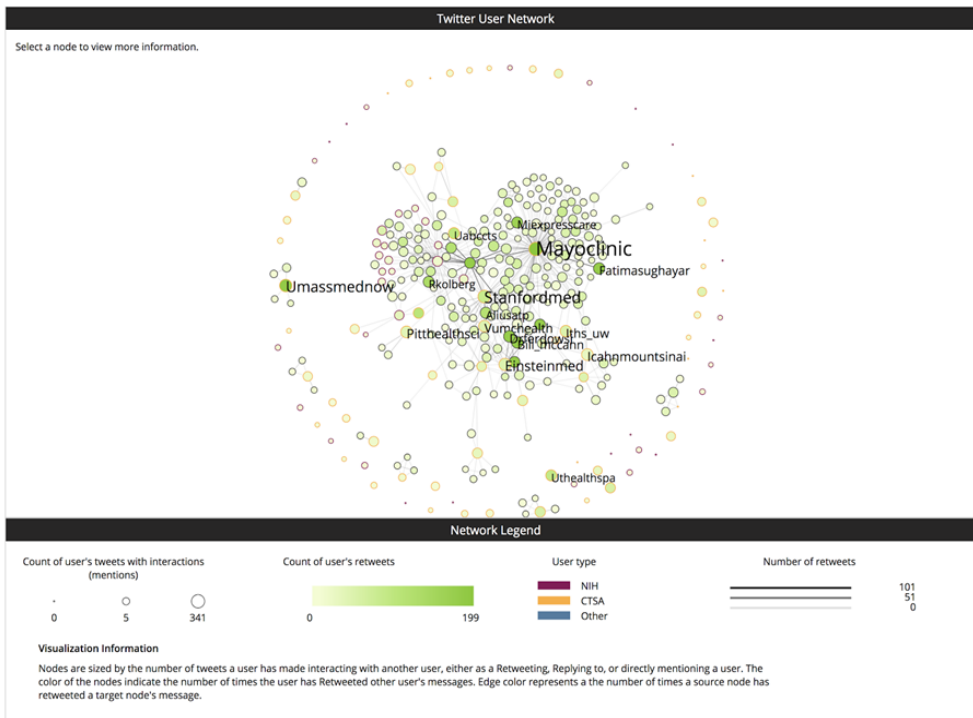 Twitter User Network
Select a node to view more information.
Miexpresscare
Uabccts
Mayoclinic
Fatimasughayar
Umassmednow
Rkolberg
Stanfordmed
Aliusatp
Vumchealth
Pitthealthsci
Iths_uw
Bill_mccann
Icahnmountsinai
Einsteinmed
Uthealthspa
Network Legend
Count of user's tweets with interactions
(mentions)
0 5 341
Count of user's retweets
0 199
User type
NIH
CTSA
Other
Number of retweets
101
51
0
Visualization Information
Nodes are sized by the number of tweets a user has made interacting with another user, either as a Retweeting, Replying to, or directly mentioning a user. The
color of the nodes indicate the number of times the user has Retweeted other user's messages. Edge color represents a the number of times a source node has
retweeted a target node's message.